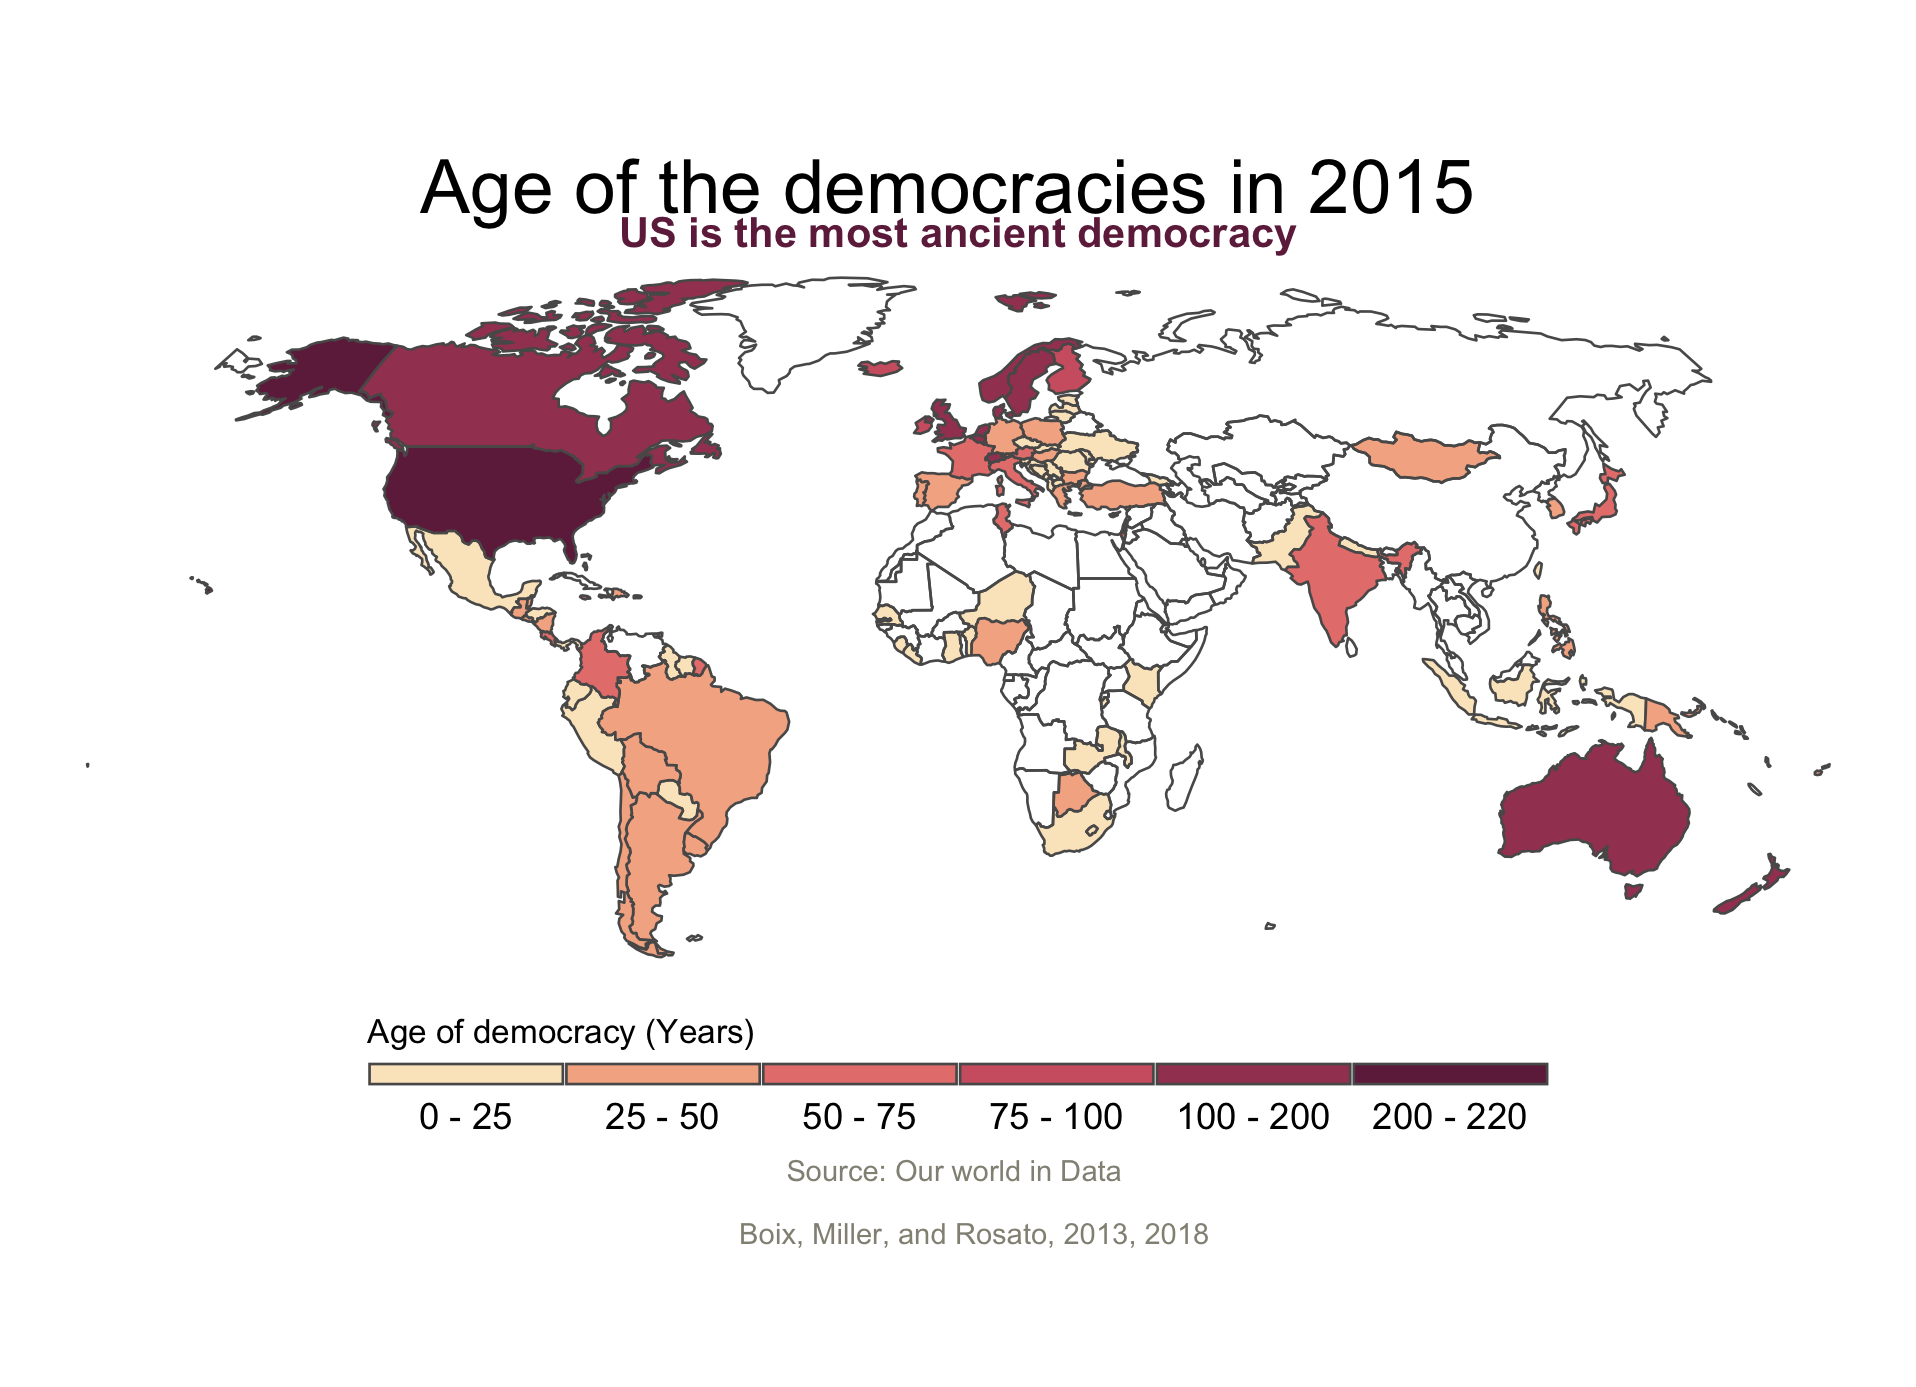 Age of the democracies in 2015
US is the most ancient democracy
Age of democracy (Years)
0 - 25
25 - 50
50 - 75
75 - 100
100 - 200
200 - 220
Source: Our world in Data
Boix, Miller, and Rosato, 2013, 2018